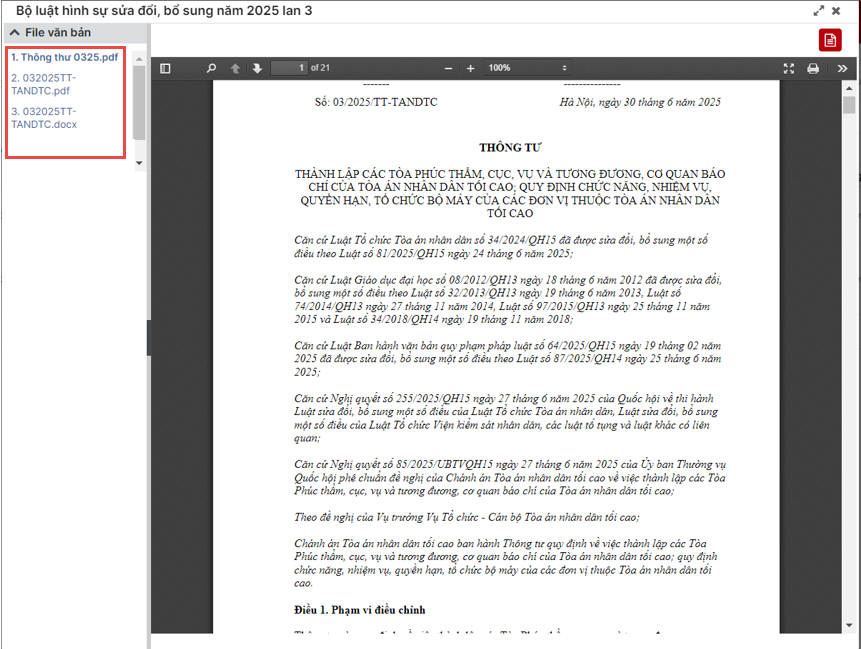 Bộ luật hình sự sửa đổi, bổ sung năm 2025 lan 3
File văn bản
1. Thông thư 0325.pdf
2. 032025TT-
TANDTC.pdf
3. 032025TT-
TANDTC.docx
1 of 21
100%
Số: 03/2025/TT-TANDTC Hà Nội, ngày 30 tháng 6 năm 2025
THÔNG TƯ
THÀNH LẬP CÁC TÒA PHÚC THẨM, CỤC, VỤ VÀ TƯƠNG ĐƯƠNG, CƠ QUAN BÁO
CHÍ CỦA TÒA ÁN NHÂN DÂN TỐI CAO; QUY ĐỊNH CHỨC NĂNG, NHIỆM VỤ,
QUYỀN HẠN, TỔ CHỨC BỘ MÁY CỦA CÁC ĐƠN VỊ THUỘC TÒA ÁN NHÂN DÂN
TỐI CAO
Căn cứ Luật Tổ chức Tòa án nhân dân số 34/2024/QH15 đã được sửa đổi, bổ sung một số
điều theo Luật số 81/2025/QH15 ngày 24 tháng 6 năm 2025;
Căn cứ Luật Giáo dục đại học số 08/2012/QH13 ngày 18 tháng 6 năm 2012 đã được sửa đổi,
bổ sung một số điều theo Luật số 32/2013/QH13 ngày 19 tháng 6 năm 2013, Luật số
74/2014/QH13 ngày 27 tháng 11 năm 2014, Luật số 97/2015/QH13 ngày 25 tháng 11 năm
2015 và Luật số 34/2018/QH14 ngày 19 tháng 11 năm 2018;
Căn cứ Luật Ban hành văn bản quy phạm pháp luật số 64/2025/QH15 ngày 19 tháng 02 năm
2025 đã được sửa đổi, bổ sung một số điều theo Luật số 87/2025/QH14 ngày 25 tháng 6 năm
2025;
Căn cứ Nghị quyết số 255/2025/QH15 ngày 27 tháng 6 năm 2025 của Quốc hội về thi hành
Luật sửa đổi, bổ sung một số điều của Luật Tổ chức Tòa án nhân dân, Luật sửa đổi, bổ sung
một số điều của Luật Tổ chức Viện kiểm sát nhân dân, các luật tố tụng và luật khác có liên
quan;
Căn cứ Nghị quyết số 85/2025/UBTVQH15 ngày 27 tháng 6 năm 2025 của Ủy ban Thường vụ
Quốc hội phê chuẩn đề nghị của Chánh án Tòa án nhân dân tối cao về việc thành lập các Tòa
Phúc thẩm, cục, vụ và tương đương, cơ quan báo chí của Tòa án nhân dân tối cao;
Theo đề nghị của Vụ trưởng Vụ Tổ chức - Cán bộ Tòa án nhân dân tối cao;
Chánh án Tòa án nhân dân tối cao ban hành Thông tư quy định về việc thành lập các Tòa
Phúc thẩm, cục, vụ và tương đương, cơ quan báo chí của Tòa án nhân dân tối cao; quy định
chức năng, nhiệm vụ, quyền hạn, tổ chức bộ máy của các đơn vị thuộc Tòa án nhân dân tối
cao.
Điều 1. Phạm vi điều chỉnh